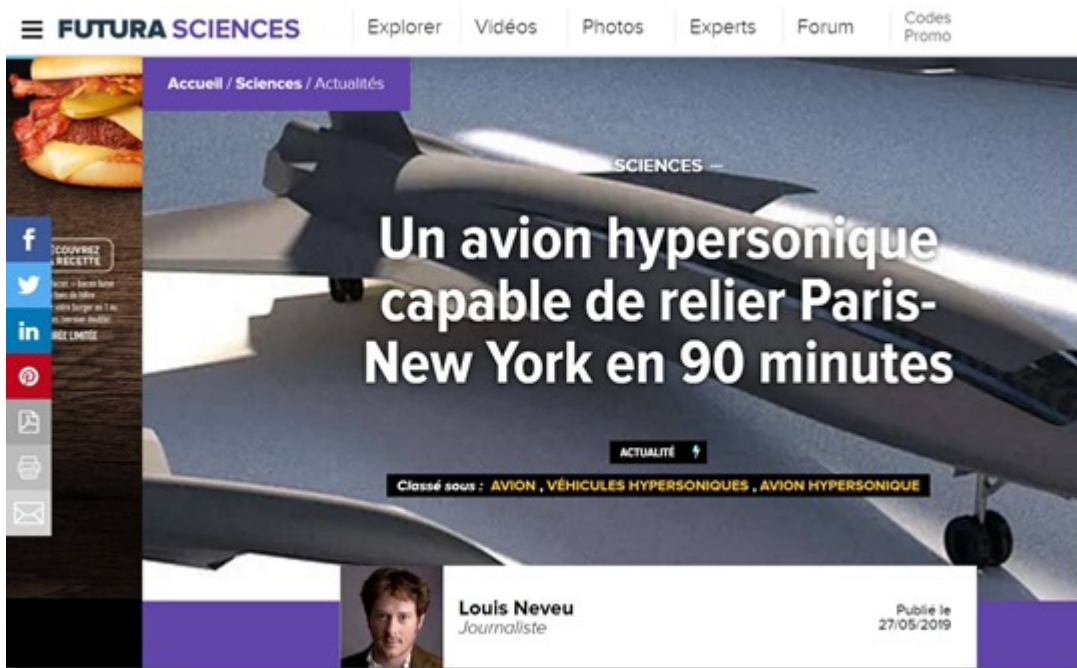 FUTURA SCIENCES
Explorer
Vidéos
Photos
Experts
Forum
Codes
Promo
Accueil / Sciences / Actualités
SCIENCES —
Un avion hypersonique
capable de relier Paris-
New York en 90 minutes
ACTUALITÉ
Classé sous : AVION , VÉHICULES HYPERSONIQUES , AVION HYPERSONIQUE
f
in
RECETTE
Louis Neveu
Journaliste
Publié le
27/05/2019